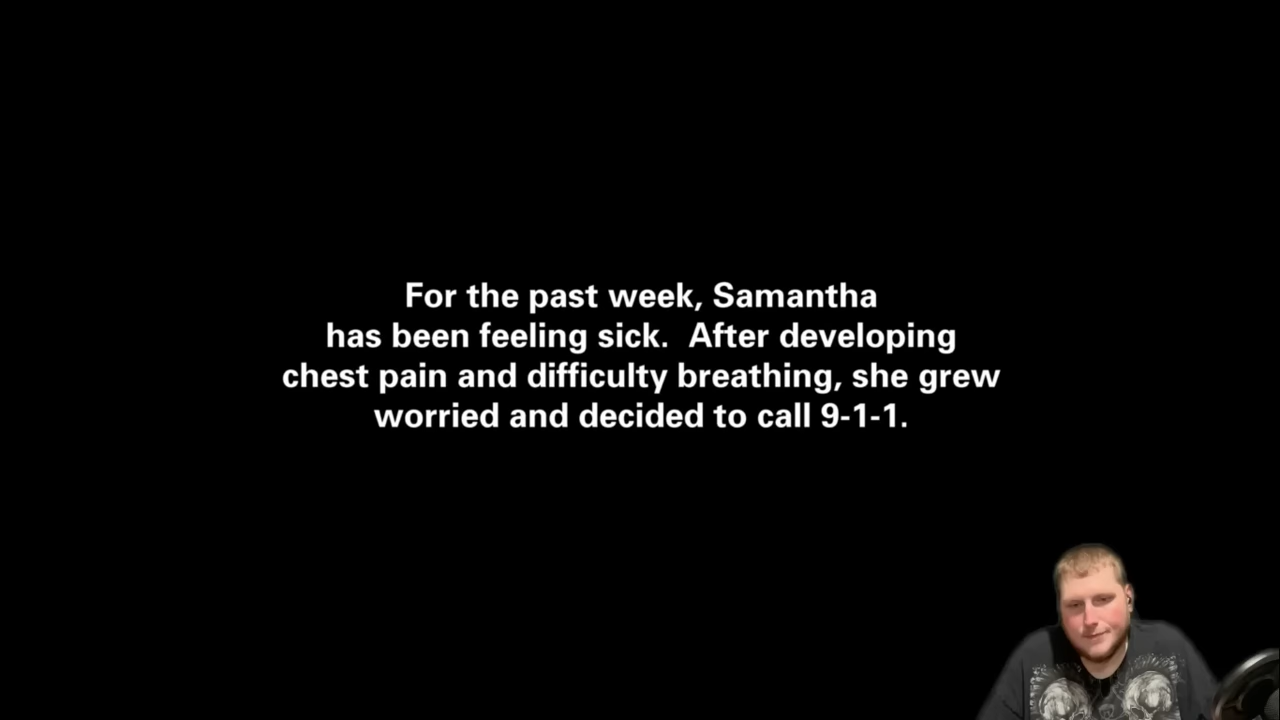 For the past week, Samantha
has been feeling sick.  After developing
chest pain and difficulty breathing, she grew
worried and decided to call 9-1-1.